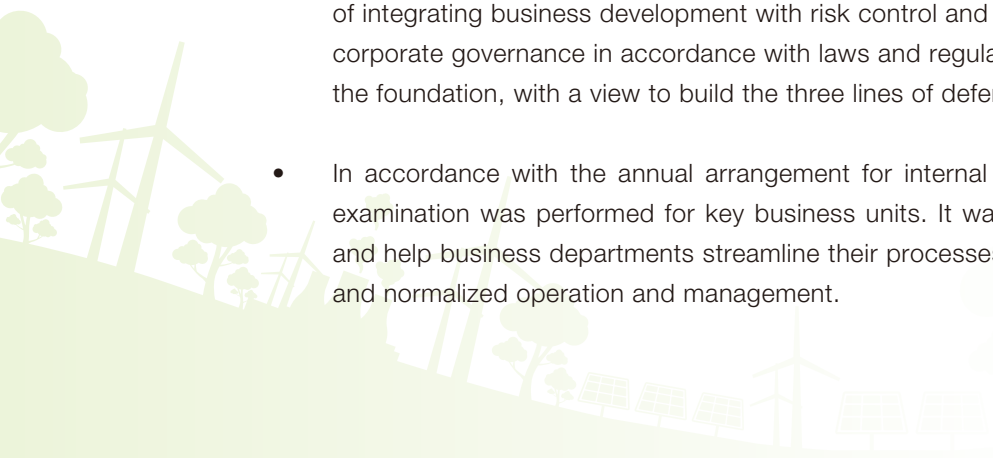 of integrating business development with risk control and
corporate governance in accordance with laws and regula
the foundation, with a view to build the three lines of defe
• In accordance with the annual arrangement for internal
examination was performed for key business units. It wa
and help business departments streamline their processes
and normalized operation and management.